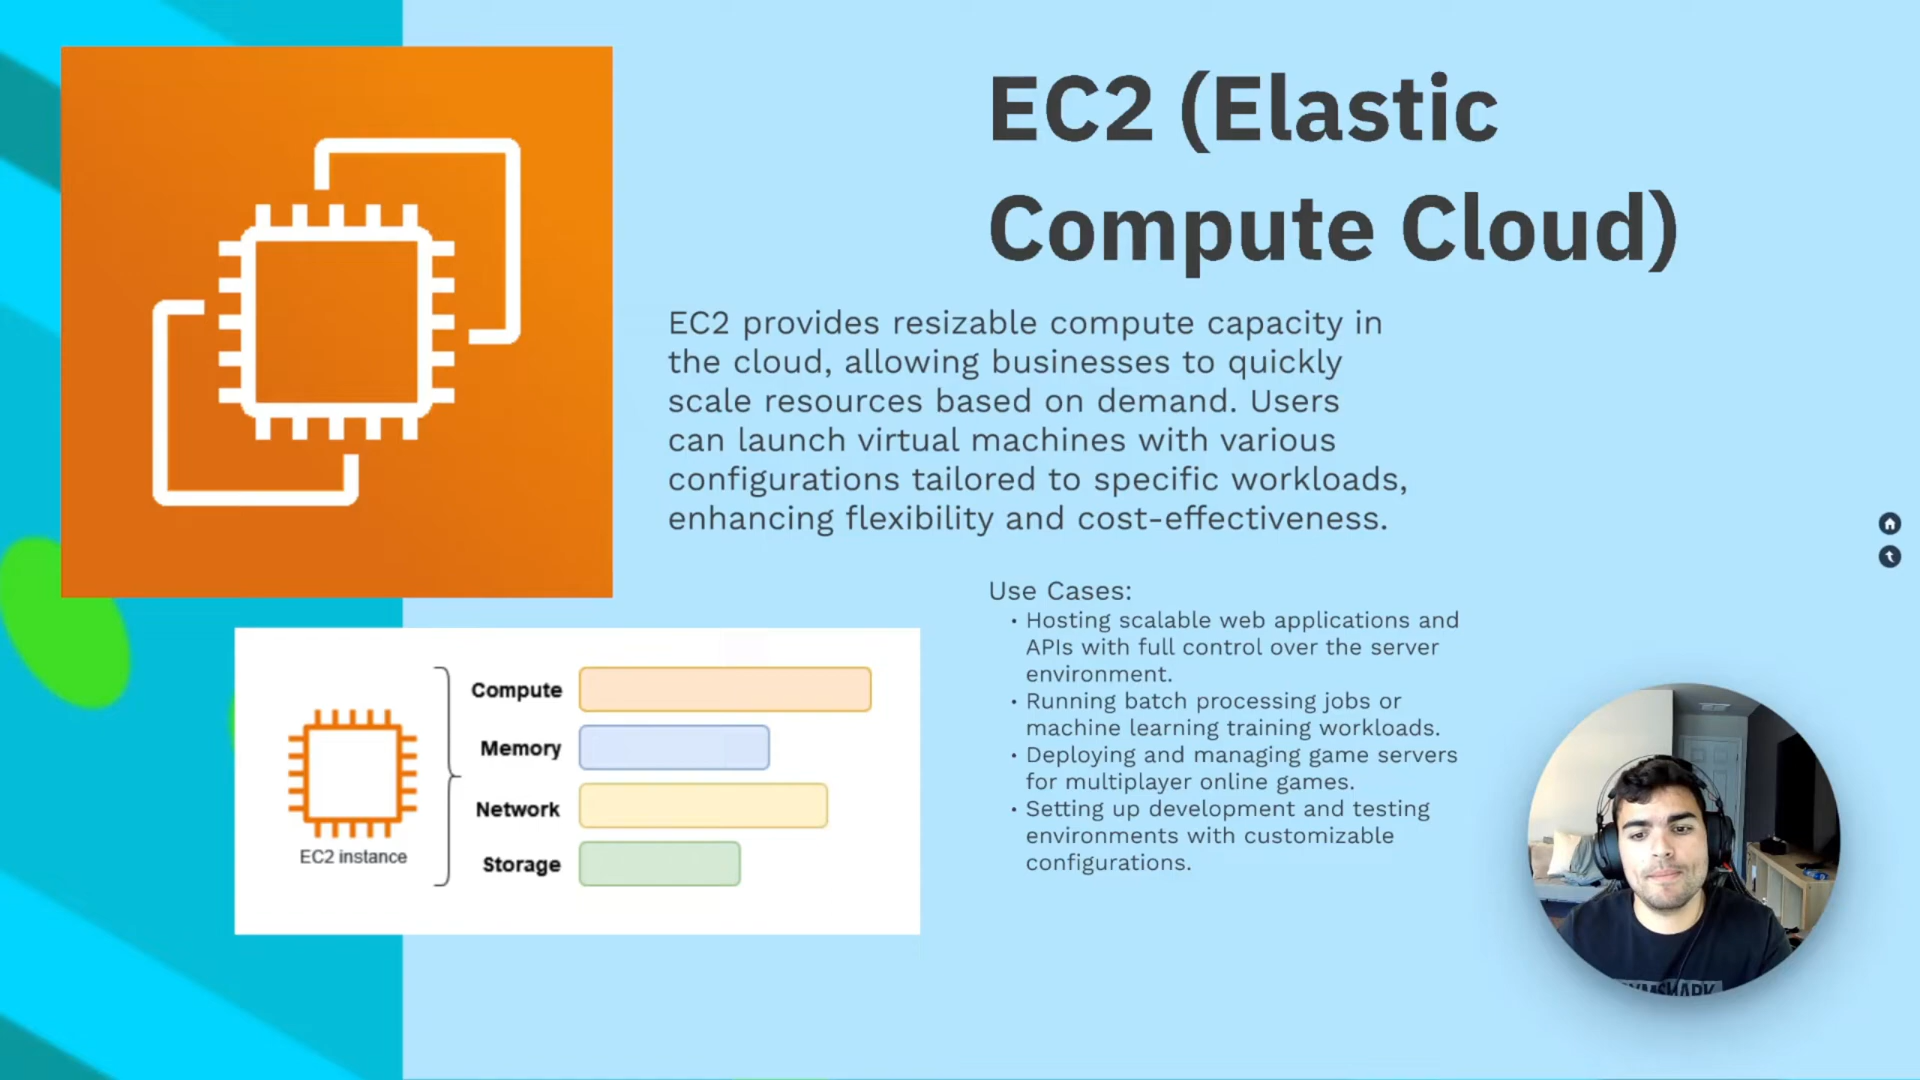 EC2 (Elastic
Compute Cloud)
EC2 provides resizable compute capacity in
the cloud, allowing businesses to quickly
scale resources based on demand. Users
can launch virtual machines with various
configurations tailored to specific workloads,
enhancing flexibility and cost-effectiveness.
Use Cases:
• Hosting scalable web applications and
APIs with full control over the server
environment.
• Running batch processing jobs or
machine learning training workloads.
• Deploying and managing game servers
for multiplayer online games.
• Setting up development and testing
environments with customizable
configurations.
Compute
Memory
Network
Storage
EC2 instance